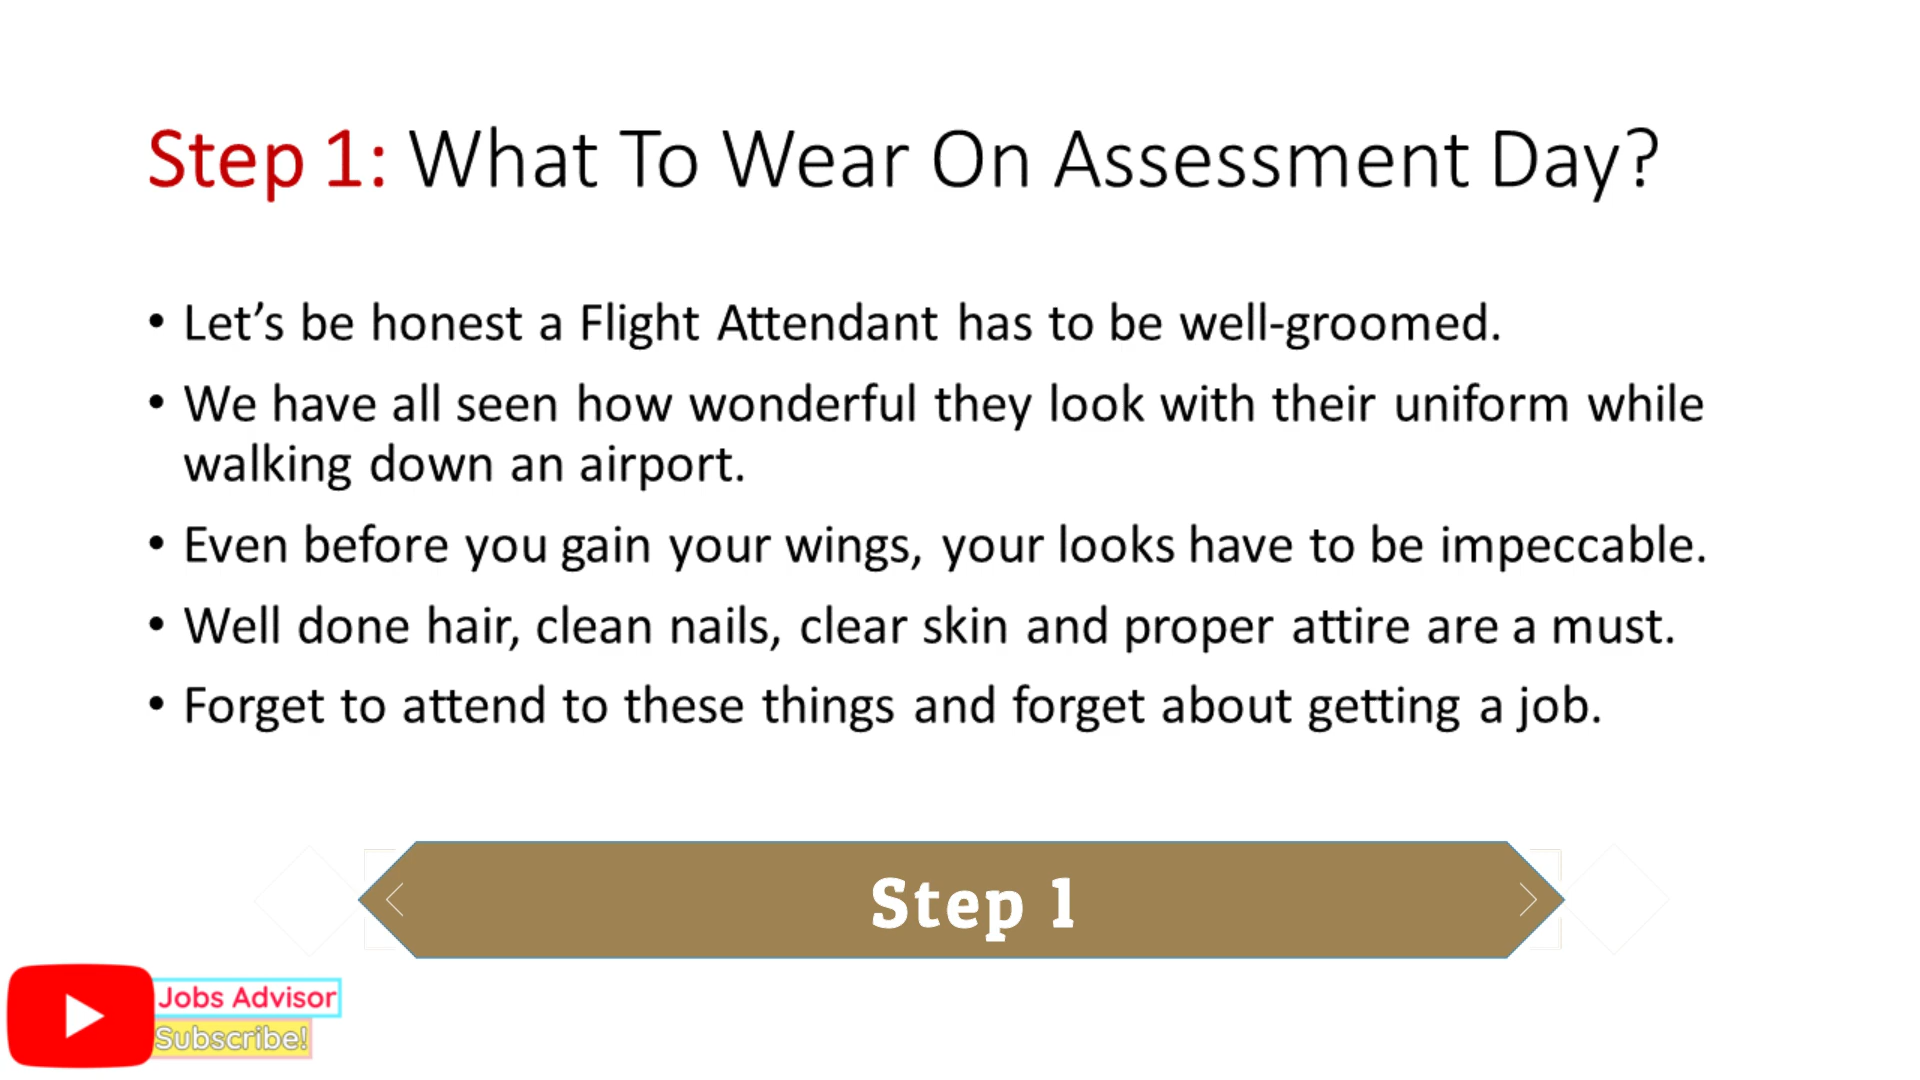 Step 1: What To Wear On Assessment Day?
• Let’s be honest a Flight Attendant has to be well-groomed.
• We have all seen how wonderful they look with their uniform while
walking down an airport.
• Even before you gain your wings, your looks have to be impeccable.
• Well done hair, clean nails, clear skin and proper attire are a must.
• Forget to attend to these things and forget about getting a job.
Step 1
Jobs Advisor
Subscribe!